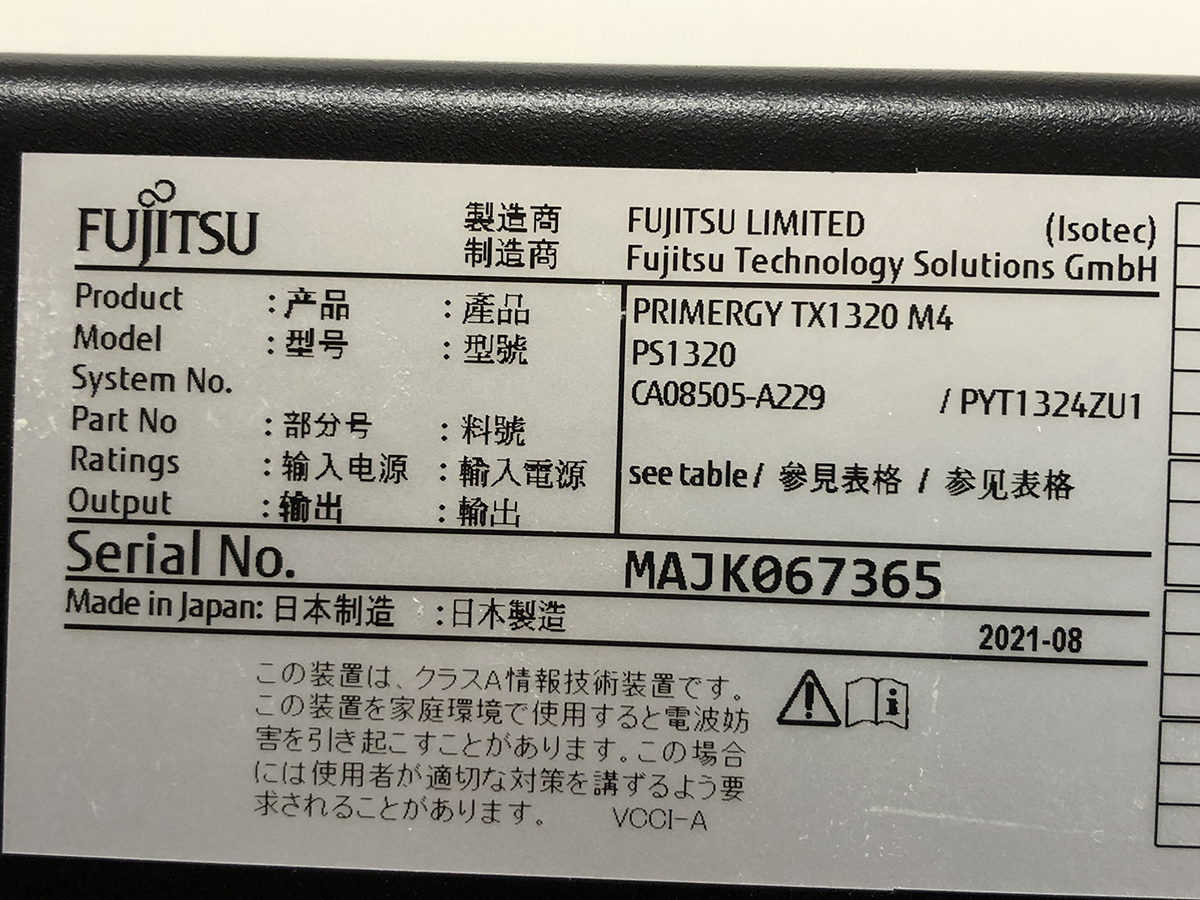 FUJITSU 製造商 FUJITSU LIMITED (Isotec)
制造商 Fujitsu Technology Solutions GmbH
Product : 产品 : 產品 PRIMERGY TX1320 M4
Model : 型号 : 型號 PS1320
System No. CA08505-A229 / PYT1324ZU1
Part No : 部分号 : 料號
Ratings : 输入电源 : 輸入電源 see table / 參見表格 / 参见表格
Output : 输出 : 輸出
Serial No. MAJK067365
Made in Japan: 日本制造 : 日本製造
2021-08
この装置は、クラスA情報技術装置です。
この装置を家庭環境で使用すると電波妨
害を引き起こすことがあります。この場合
には使用者が適切な対策を講ずるよう要
求されることがあります。 VCCI-A